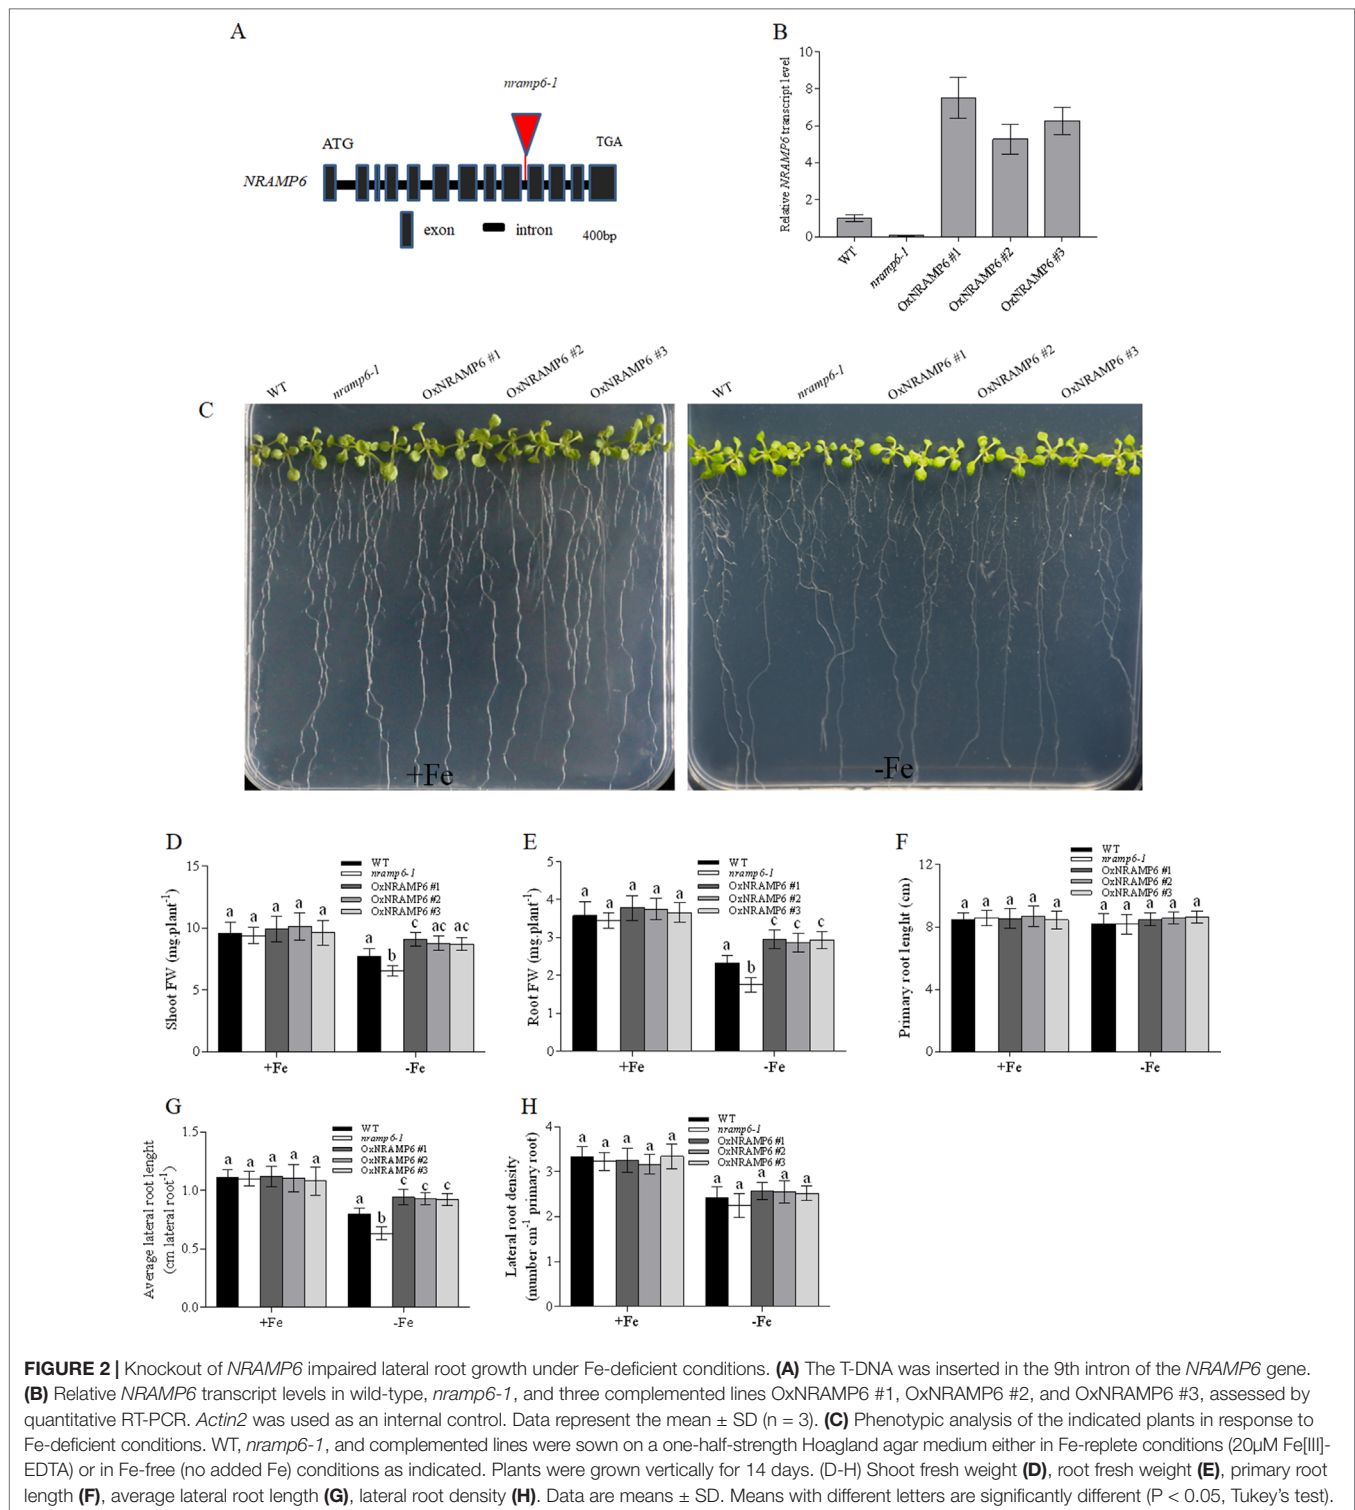 A
nramp6-1
ATG
TGA
NRAMP6
exon
intron
400bp
B
Relative NRAMP6 transcript level
10
8
6
4
2
0
WT
nramp6-1
OxNRAMP6 #1
OxNRAMP6 #2
OxNRAMP6 #3
C
WT
nramp6-1
OxNRAMP6 #1
OxNRAMP6 #2
OxNRAMP6 #3
WT
nramp6-1
OxNRAMP6 #1
OxNRAMP6 #2
OxNRAMP6 #3
+Fe
-Fe
D
WT
nramp6-1
OxNRAMP6 #1
OxNRAMP6 #2
OxNRAMP6 #3
Shoot FW (mg.plant⁻¹)
15
10
5
0
a a a a a
a b c ac ac
+Fe
-Fe
E
WT
nramp6-1
OxNRAMP6 #1
OxNRAMP6 #2
OxNRAMP6 #3
Root FW (mg.plant⁻¹)
5
4
3
2
1
0
a a a a a
a b c c c
+Fe
-Fe
F
WT
nramp6-1
OxNRAMP6 #1
OxNRAMP6 #2
OxNRAMP6 #3
Primary root lenght (cm)
12
8
4
0
a a a a a
a a a a a
+Fe
-Fe
G
WT
nramp6-1
OxNRAMP6 #1
OxNRAMP6 #2
OxNRAMP6 #3
Average lateral root lenght
(cm lateral root⁻¹)
1.5
1.0
0.5
0.0
a a a a a
a b c c c
+Fe
-Fe
H
WT
nramp6-1
OxNRAMP6 #1
OxNRAMP6 #2
OxNRAMP6 #3
Lateral root density
(number cm⁻¹ primary root)
4
3
2
1
0
a a a a a
a a a a a
+Fe
-Fe
FIGURE 2 | Knockout of NRAMP6 impaired lateral root growth under Fe-deficient conditions. (A) The T-DNA was inserted in the 9th intron of the NRAMP6 gene.
(B) Relative NRAMP6 transcript levels in wild-type, nramp6-1, and three complemented lines OxNRAMP6 #1, OxNRAMP6 #2, and OxNRAMP6 #3, assessed by
quantitative RT-PCR. Actin2 was used as an internal control. Data represent the mean ± SD (n = 3). (C) Phenotypic analysis of the indicated plants in response to
Fe-deficient conditions. WT, nramp6-1, and complemented lines were sown on a one-half-strength Hoagland agar medium either in Fe-replete conditions (20µM Fe[III]-
EDTA) or in Fe-free (no added Fe) conditions as indicated. Plants were grown vertically for 14 days. (D-H) Shoot fresh weight (D), root fresh weight (E), primary root
length (F), average lateral root length (G), lateral root density (H). Data are means ± SD. Means with different letters are significantly different (P < 0.05, Tukey's test).